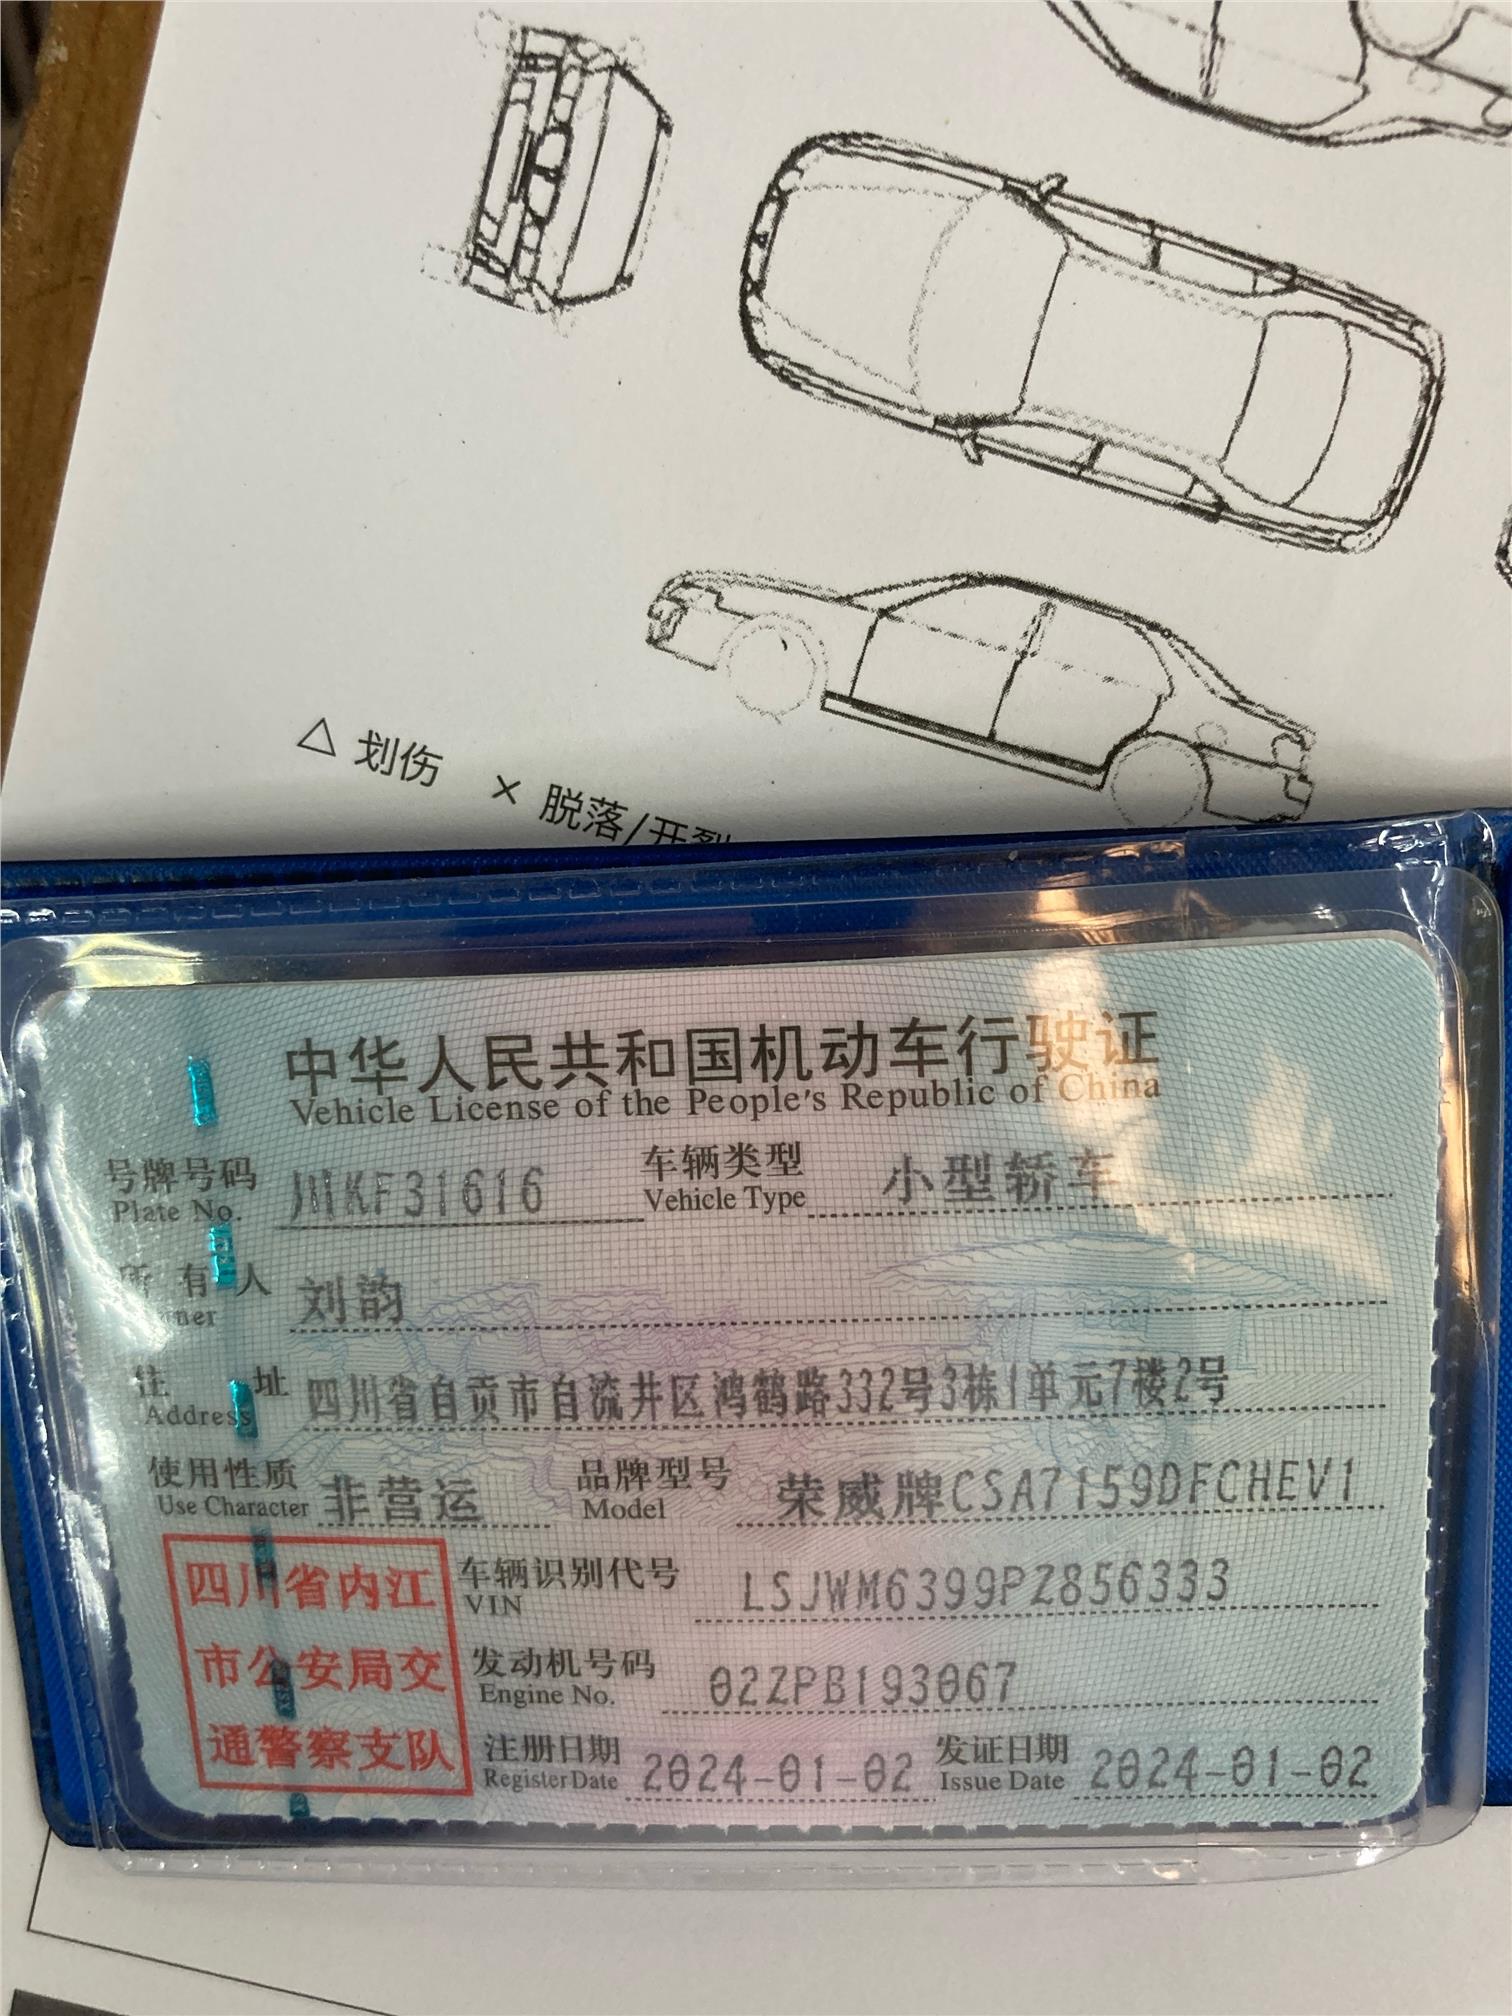 △ 划伤 × 脱落/开裂
中华人民共和国机动车行驶证
Vehicle License of the People's Republic of China
号牌号码 川KF31616 车辆类型 小型轿车
Plate No. Vehicle Type
所有人 刘韵
Owner
住址 四川省自贡市自流井区鸿鹤路332号3栋1单元7楼2号
Address
使用性质 非营运 品牌型号 荣威牌CSA7159DFCHEV1
Use Character Model
四川省内江
市公安局交
通警察支队
车辆识别代号 LSJWM6399PZ856333
VIN
发动机号码 02ZPB193067
Engine No.
注册日期 2024-01-02 发证日期 2024-01-02
Register Date Issue Date